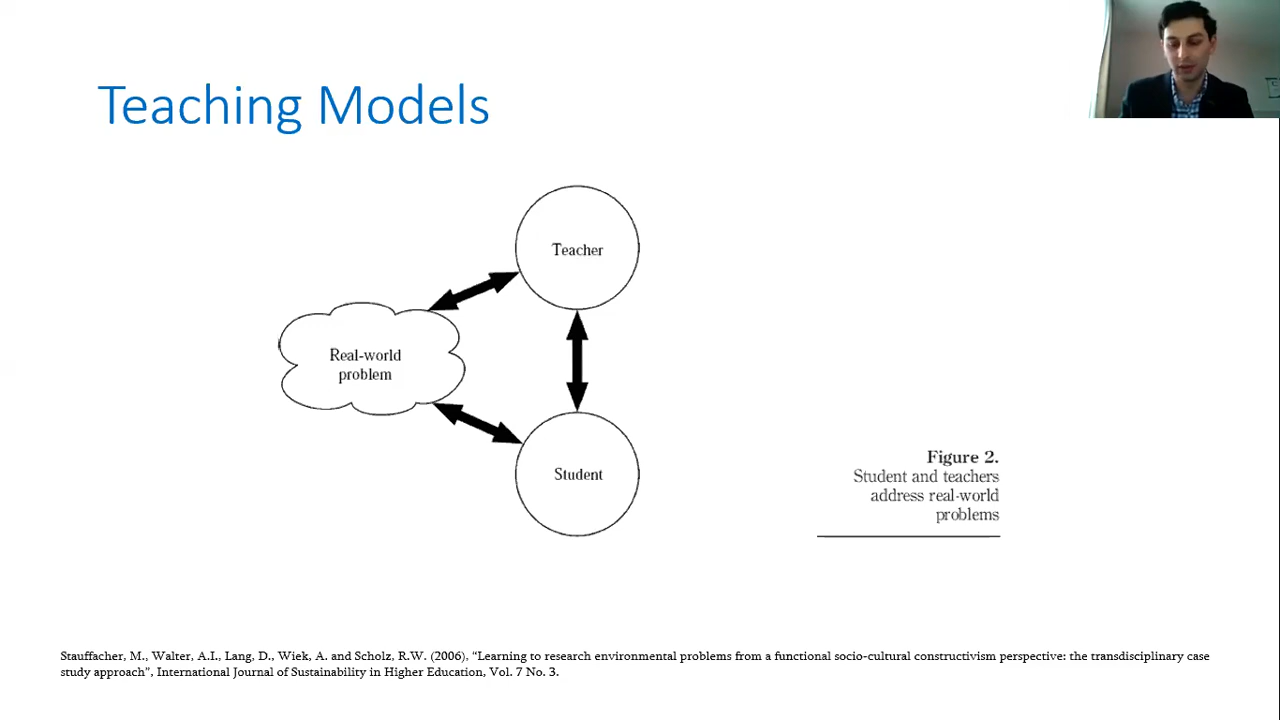 Teaching Models
Teacher
Real-world
problem
Student
Figure 2.
Student and teachers
address real-world
problems
Stauffacher, M., Walter, A.I., Lang, D., Wiek, A. and Scholz, R.W. (2006), “Learning to research environmental problems from a functional socio-cultural constructivism perspective: the transdisciplinary case
study approach”, International Journal of Sustainability in Higher Education, Vol. 7 No. 3.